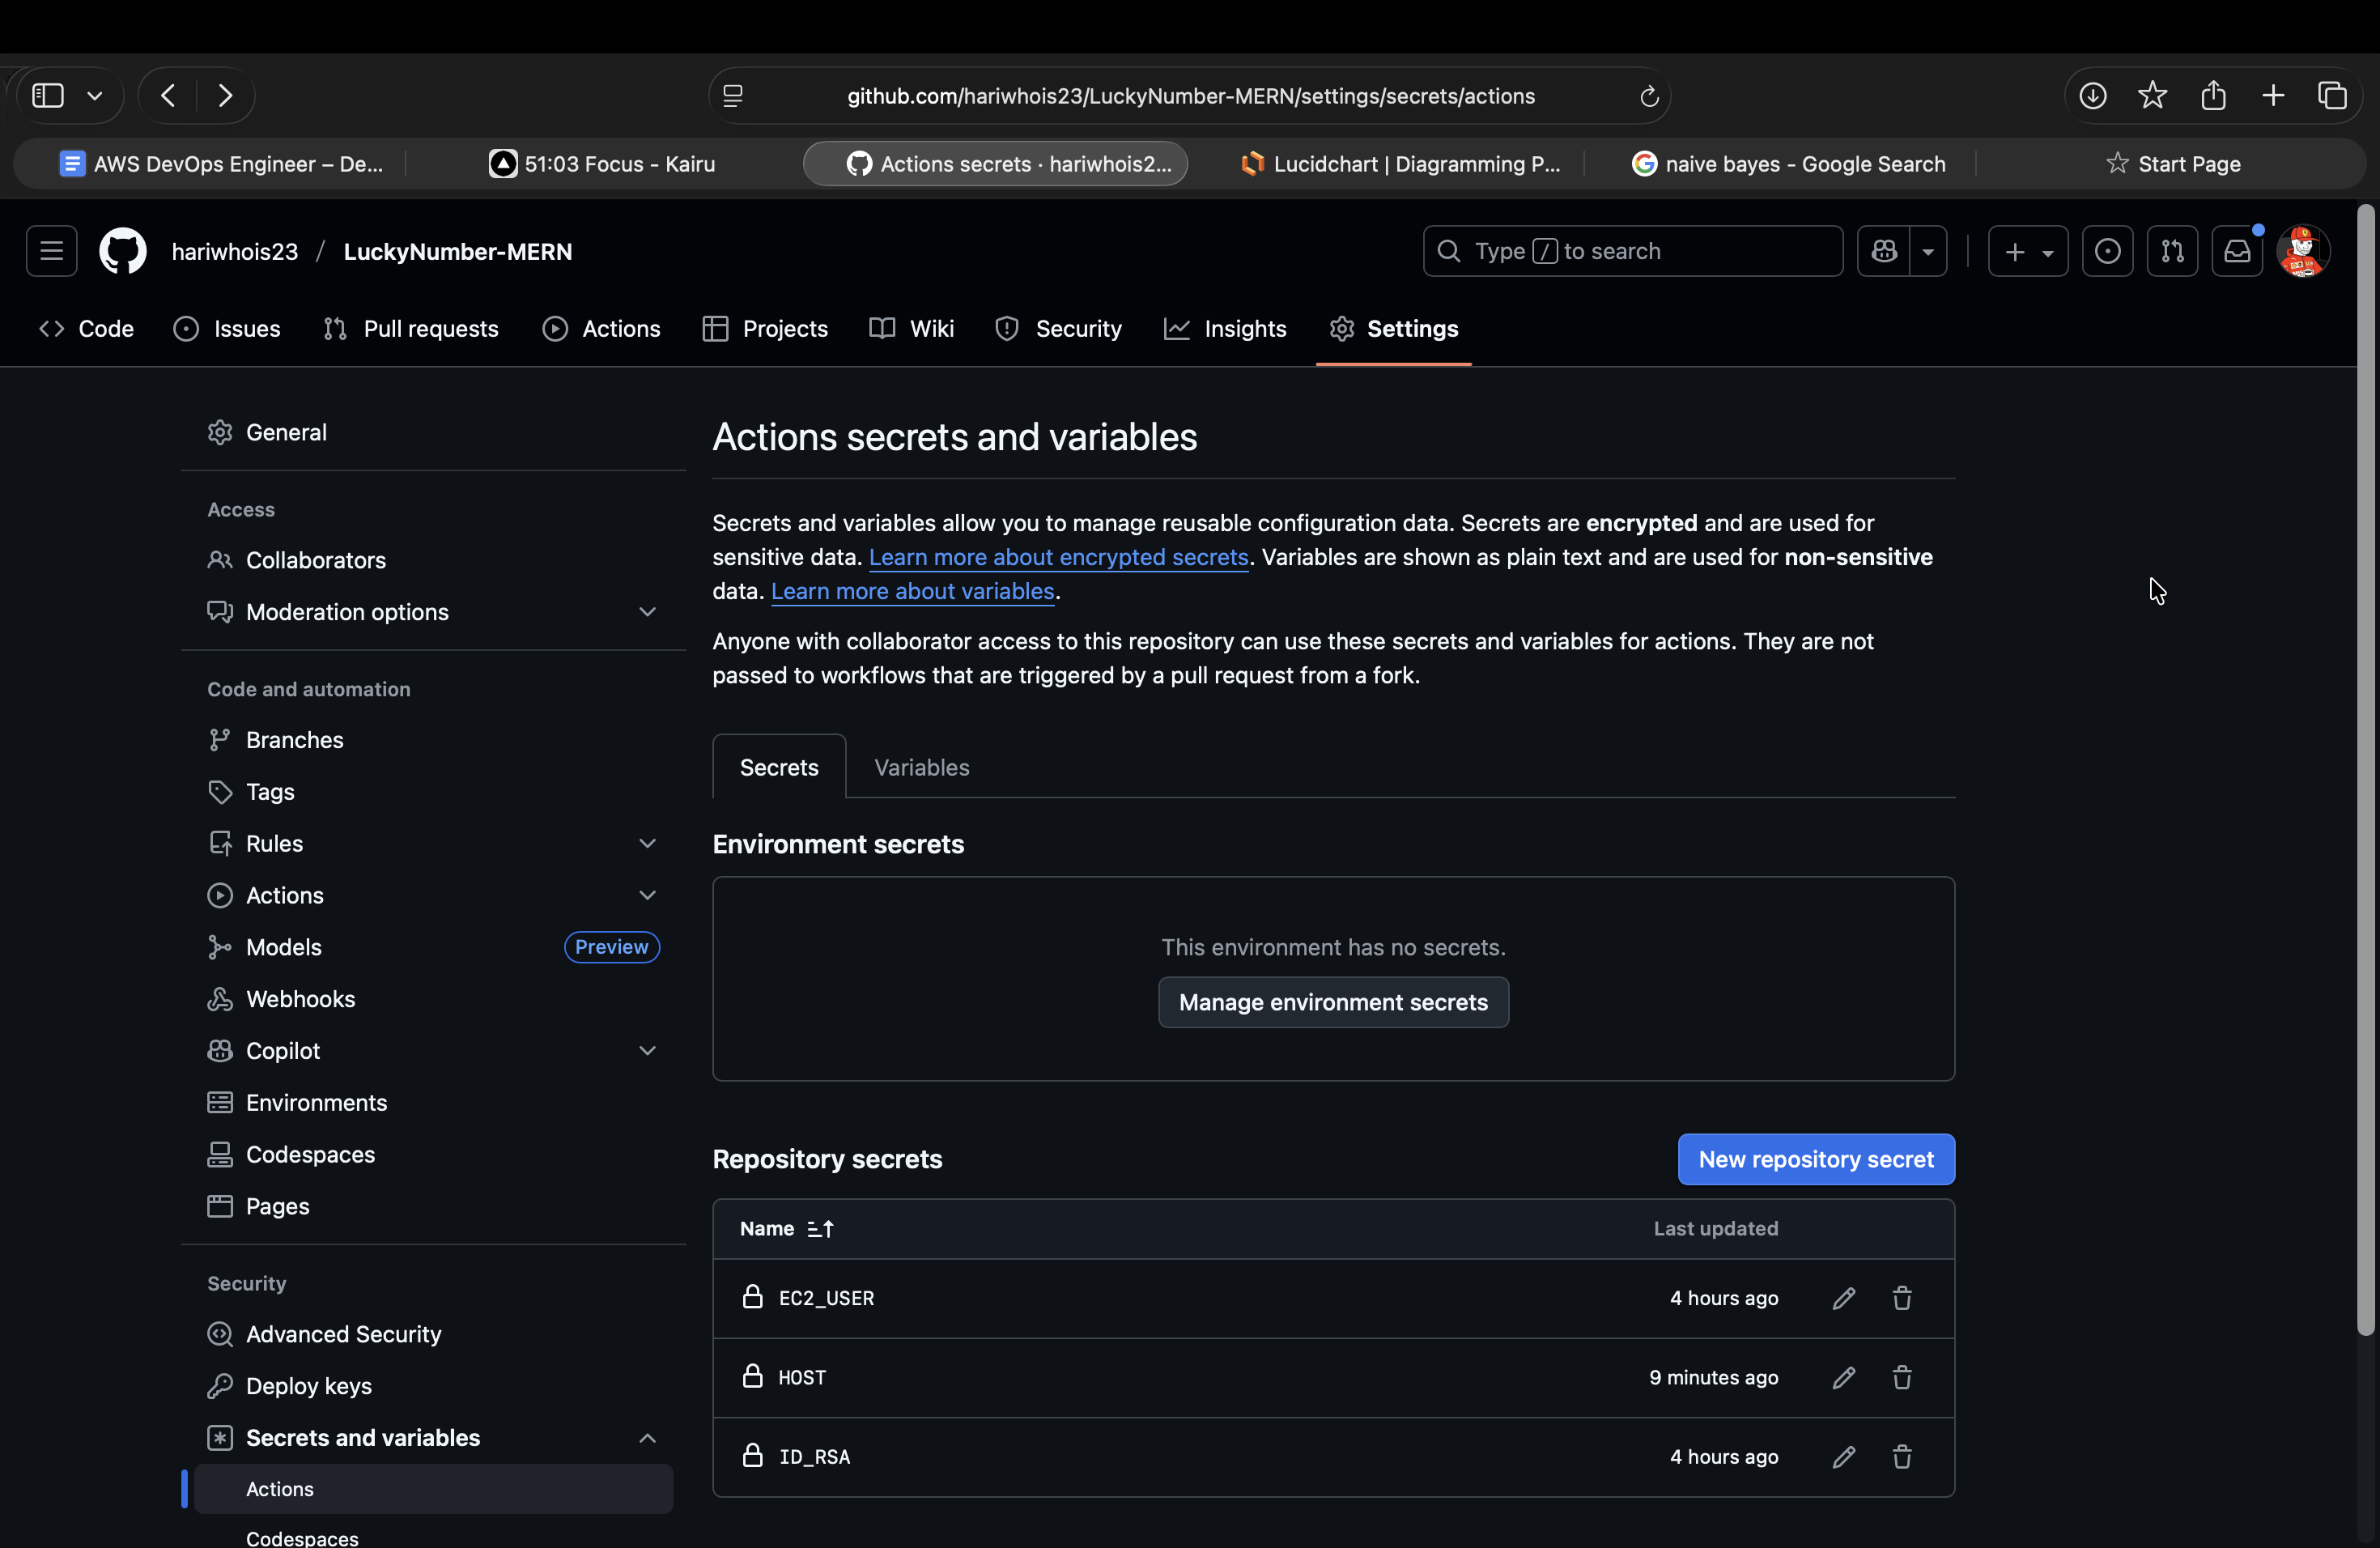 github.com/hariwhois23/LuckyNumber-MERN/settings/secrets/actions
AWS DevOps Engineer – De...
51:03 Focus - Kairu
Actions secrets · hariwhois2...
Lucidchart | Diagramming P...
naive bayes - Google Search
Start Page
hariwhois23 / LuckyNumber-MERN
Type / to search
Code
Issues
Pull requests
Actions
Projects
Wiki
Security
Insights
Settings
General
Access
Collaborators
Moderation options
Code and automation
Branches
Tags
Rules
Actions
Models
Preview
Webhooks
Copilot
Environments
Codespaces
Pages
Security
Advanced Security
Deploy keys
Secrets and variables
Actions
Codespaces
Actions secrets and variables
Secrets and variables allow you to manage reusable configuration data. Secrets are encrypted and are used for
sensitive data. Learn more about encrypted secrets. Variables are shown as plain text and are used for non-sensitive
data. Learn more about variables.
Anyone with collaborator access to this repository can use these secrets and variables for actions. They are not
passed to workflows that are triggered by a pull request from a fork.
Secrets
Variables
Environment secrets
This environment has no secrets.
Manage environment secrets
Repository secrets
New repository secret
Name
Last updated
EC2_USER
4 hours ago
HOST
9 minutes ago
ID_RSA
4 hours ago